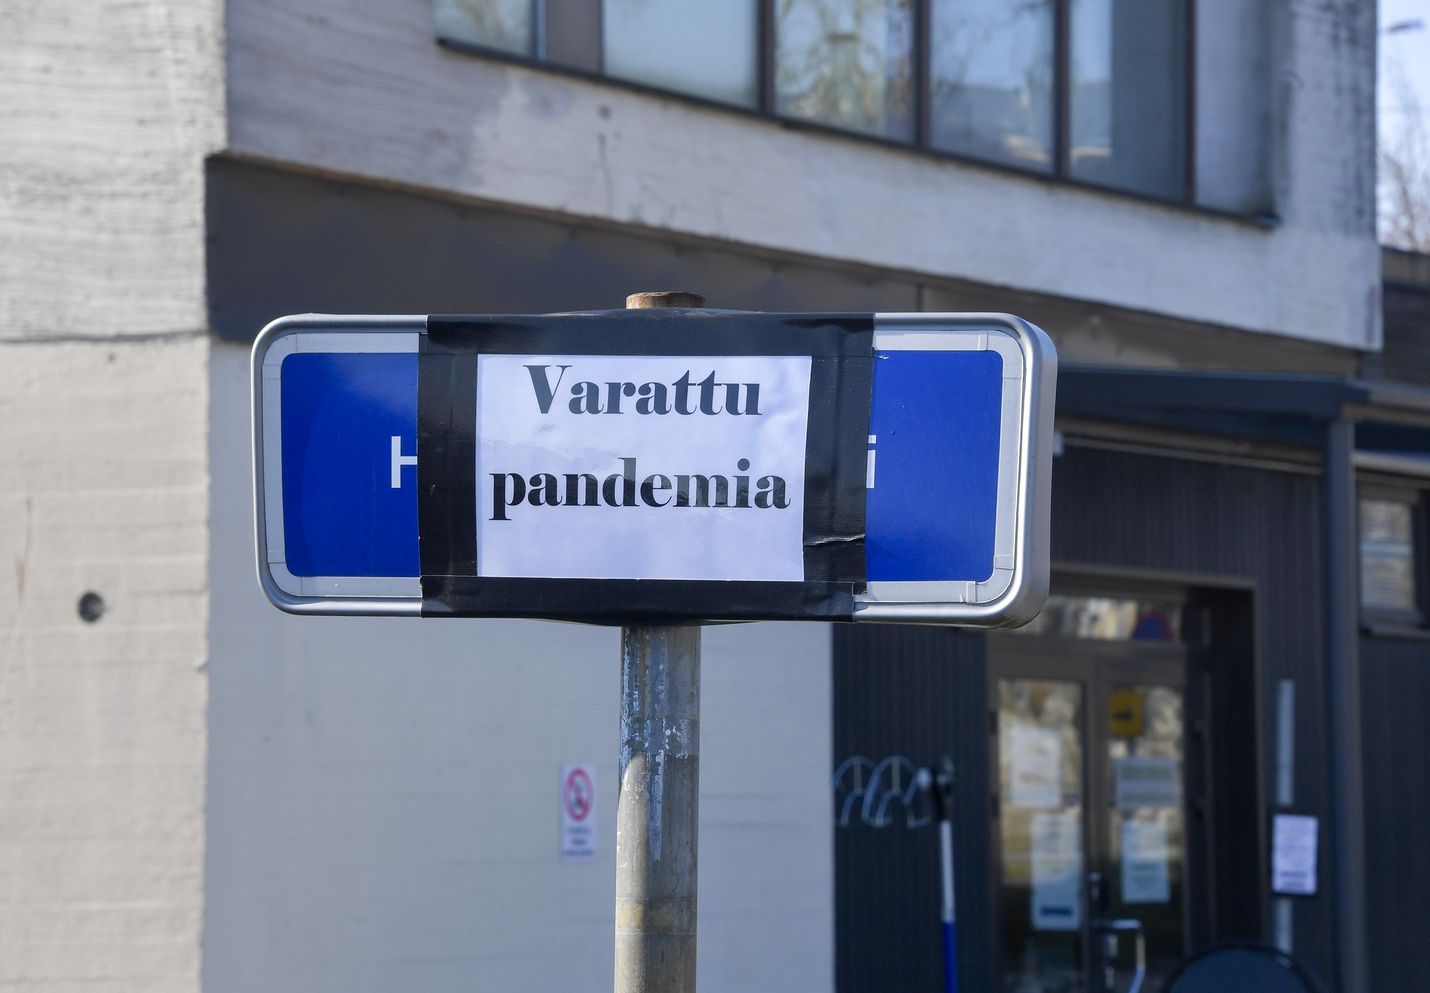 Varattu
pandemia
H
i